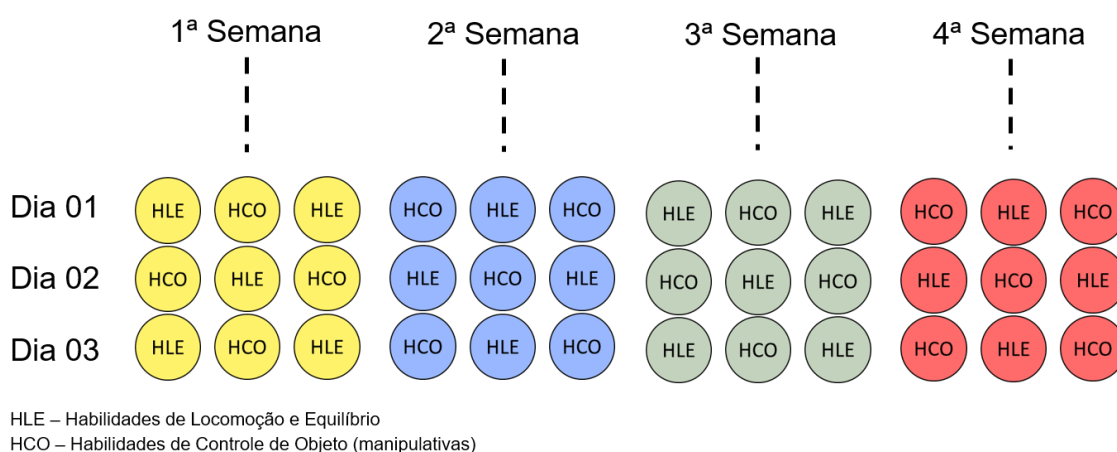 1ª Semana 2ª Semana 3ª Semana 4ª Semana
Dia 01 HLE HCO HLE HCO HLE HCO HLE HCO HLE HCO HLE HCO
Dia 02 HCO HLE HCO HLE HCO HLE HCO HLE HCO HLE HCO HLE
Dia 03 HLE HCO HLE HCO HLE HCO HLE HCO HLE HCO HLE HCO
HLE – Habilidades de Locomoção e Equilíbrio
HCO – Habilidades de Controle de Objeto (manipulativas)